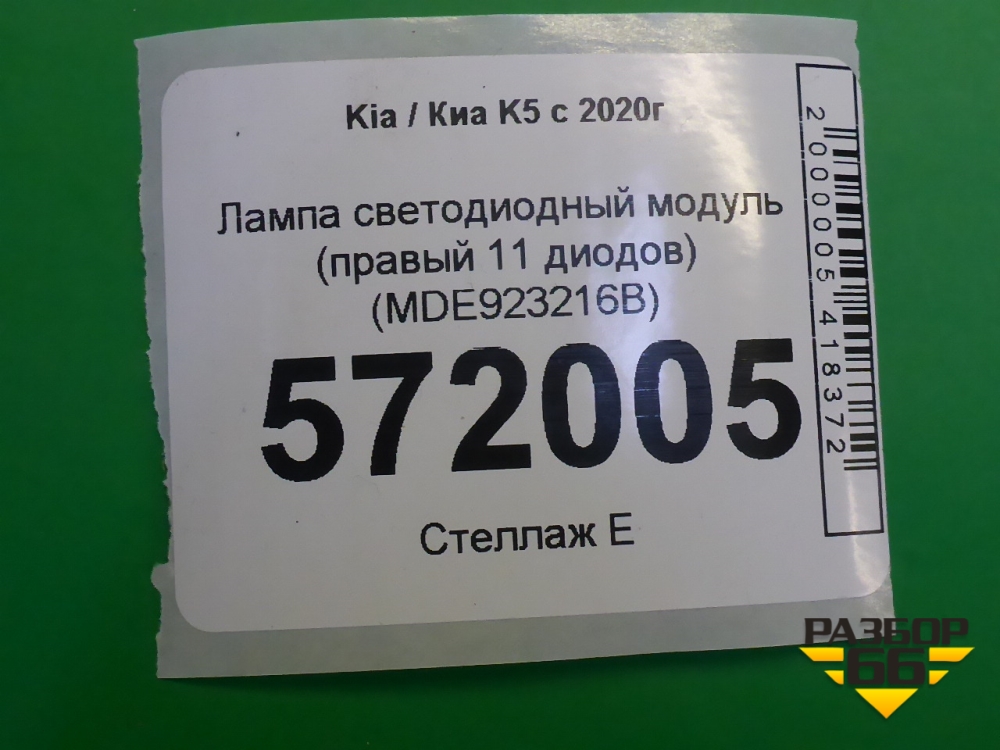 Kia / Киа K5 с 2020г
Лампа светодиодный модуль
(правый 11 диодов)
(MDE923216B)
572005
Стеллаж Е
2000005418372
РАЗБОР
66